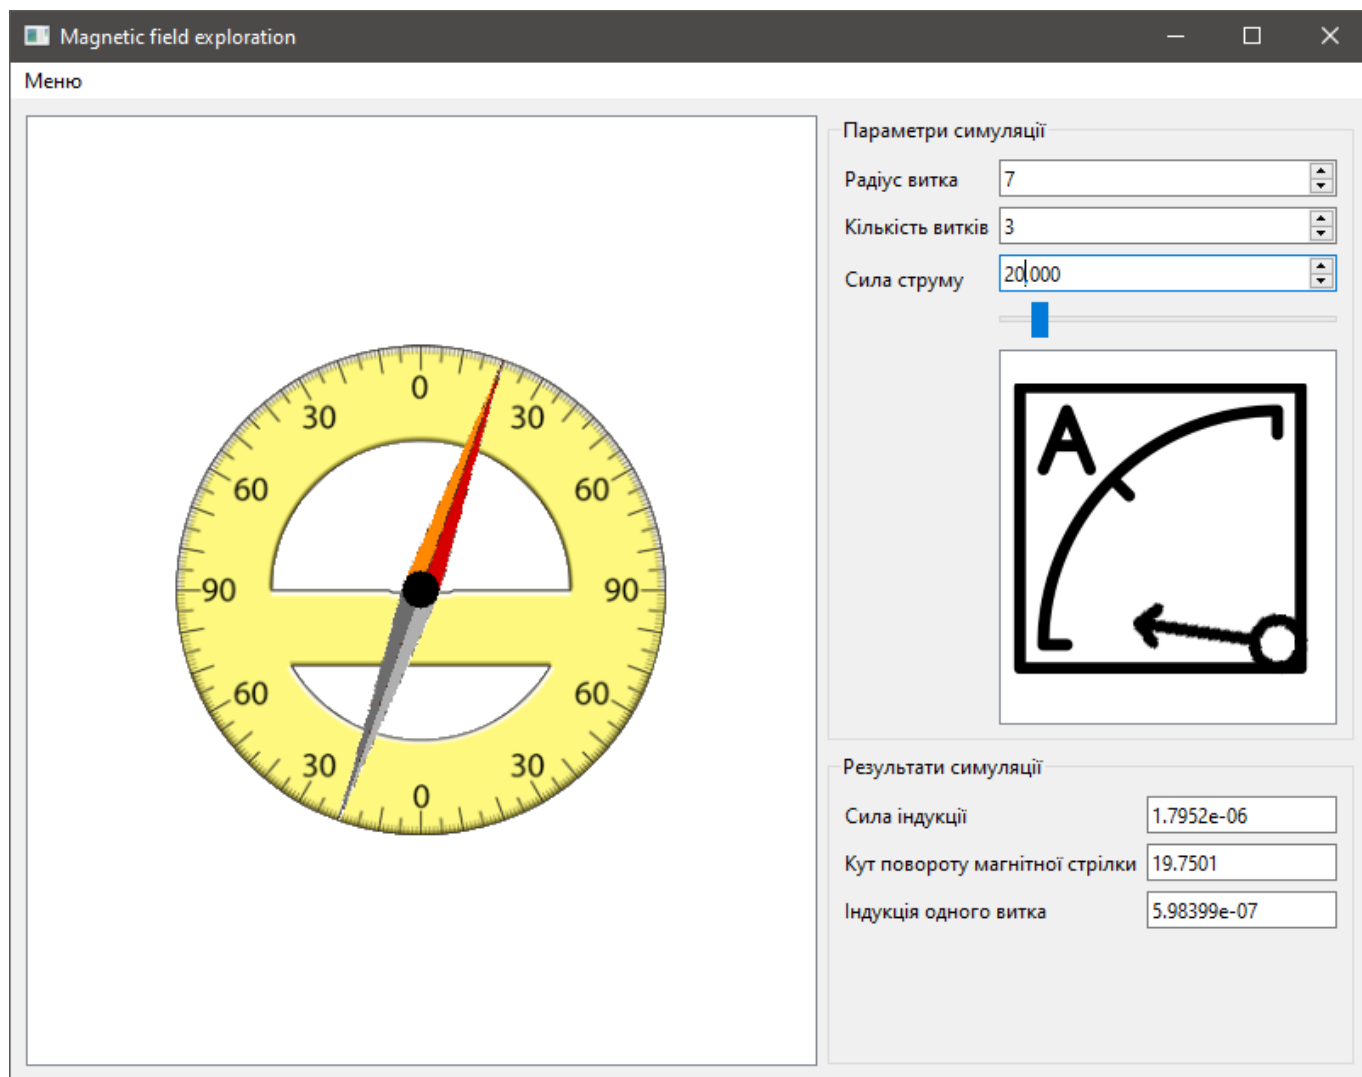 Magnetic field exploration
Меню
Параметри симуляції
Радіус витка 7
Кількість витків 3
Сила струму 20,000
A
0
30 30
60 60
90 90
60 60
30 30
0
Результати симуляції
Сила індукції 1.7952e-06
Кут повороту магнітної стрілки 19.7501
Індукція одного витка 5.98399e-07